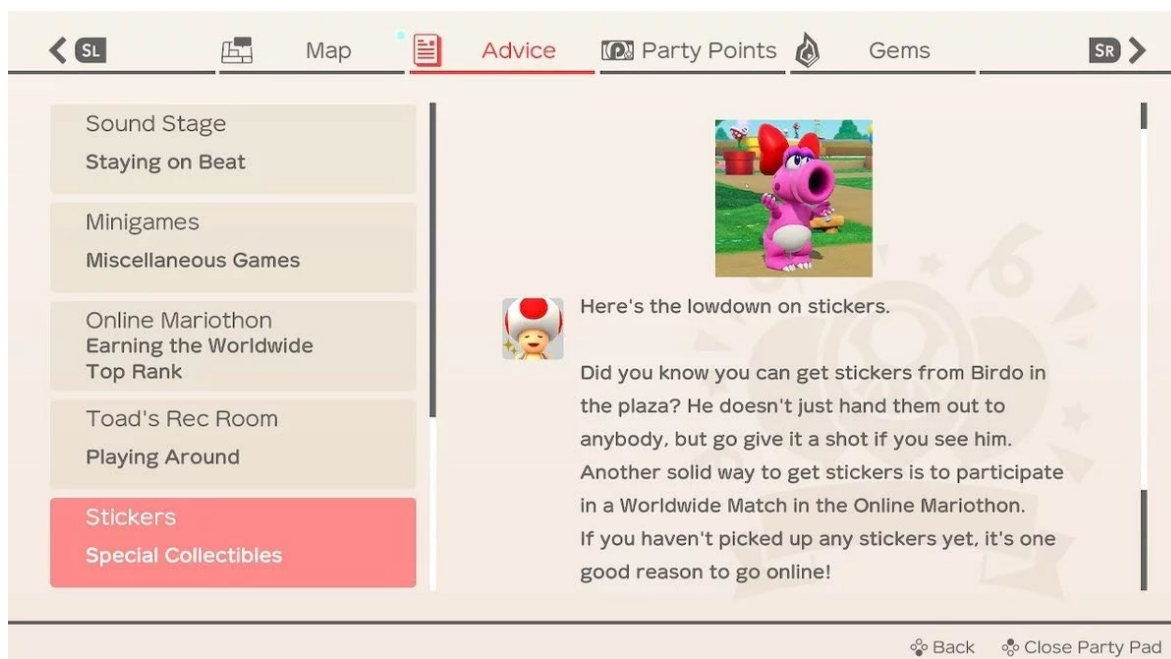 SL
Map
Advice
Party Points
Gems
SR
Sound Stage
Staying on Beat
Minigames
Miscellaneous Games
Online Mariothon
Earning the Worldwide
Top Rank
Toad's Rec Room
Playing Around
Stickers
Special Collectibles
Here's the lowdown on stickers.
Did you know you can get stickers from Birdo in
the plaza? He doesn't just hand them out to
anybody, but go give it a shot if you see him.
Another solid way to get stickers is to participate
in a Worldwide Match in the Online Mariothon.
If you haven't picked up any stickers yet, it's one
good reason to go online!
Back
Close Party Pad